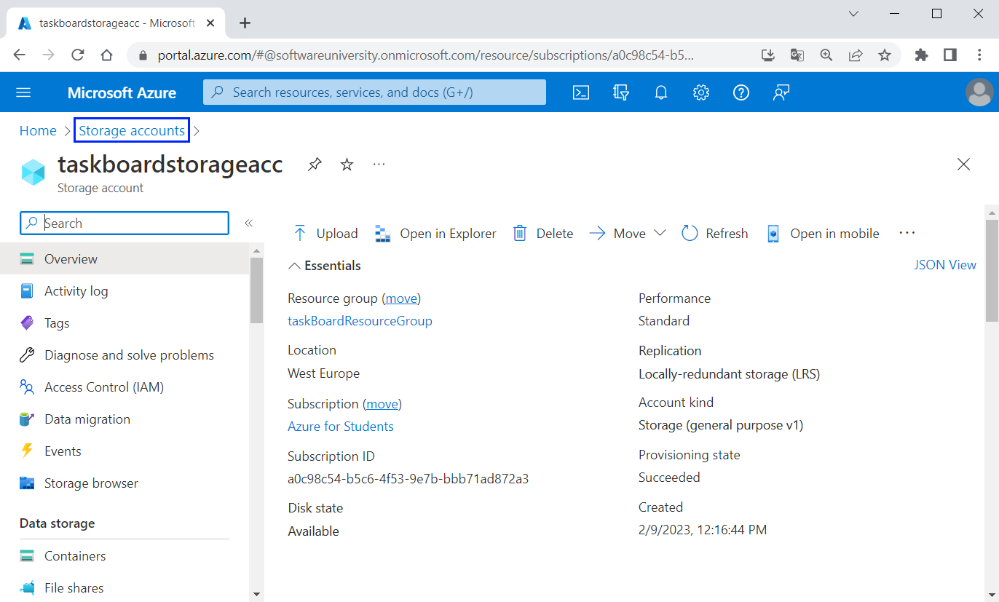 taskboardstorageacc - Microsoft
portal.azure.com/#@softwareuniversity.onmicrosoft.com/resource/subscriptions/a0c98c54-b5...
Microsoft Azure
Search resources, services, and docs (G+/)
Home > Storage accounts >
taskboardstorageacc
Storage account
Search
«
Upload Open in Explorer Delete Move Refresh Open in mobile ...
Overview
Activity log
Tags
Diagnose and solve problems
Access Control (IAM)
Data migration
Events
Storage browser
Data storage
Containers
File shares
Essentials
JSON View
Resource group (move)
taskBoardResourceGroup
Location
West Europe
Subscription (move)
Azure for Students
Subscription ID
a0c98c54-b5c6-4f53-9e7b-bbb71ad872a3
Disk state
Available
Performance
Standard
Replication
Locally-redundant storage (LRS)
Account kind
Storage (general purpose v1)
Provisioning state
Succeeded
Created
2/9/2023, 12:16:44 PM